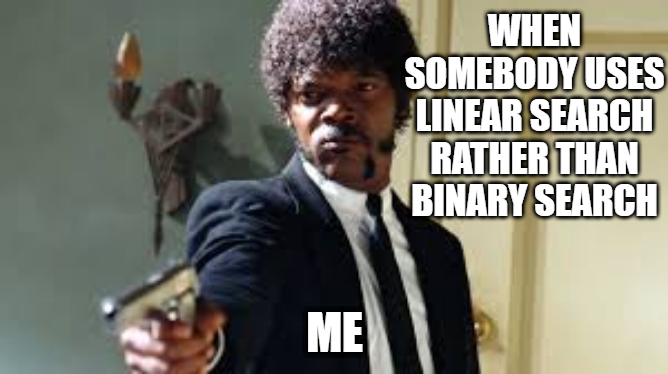 WHEN
SOMEBODY USES
LINEAR SEARCH
RATHER THAN
BINARY SEARCH
ME